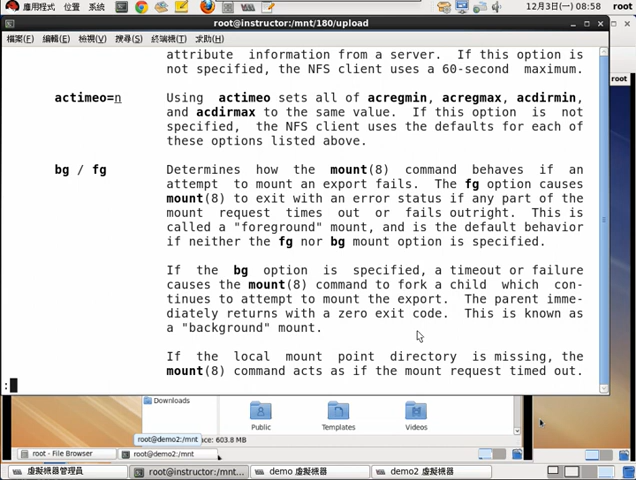 應用程式 位置 系統 12月3日(一) 08:58 root
root@instructor:/mnt/180/upload
檔案(F) 編輯(E) 檢視(V) 搜尋(S) 終端機(T) 求助(H)
attribute information from a server. If this option is
not specified, the NFS client uses a 60-second maximum.
actimeo=n Using actimeo sets all of acregmin, acregmax, acdirmin,
and acdirmax to the same value. If this option is not
specified, the NFS client uses the defaults for each of
these options listed above.
bg / fg Determines how the mount(8) command behaves if an
attempt to mount an export fails. The fg option causes
mount(8) to exit with an error status if any part of the
mount request times out or fails outright. This is
called a "foreground" mount, and is the default behavior
if neither the fg nor bg mount option is specified.
If the bg option is specified, a timeout or failure
causes the mount(8) command to fork a child which con-
tinues to attempt to mount the export. The parent imme-
diately returns with a zero exit code. This is known as
a "background" mount.
If the local mount point directory is missing, the
mount(8) command acts as if the mount request timed out.
:
root
Downloads
Public Templates Videos
root@demo2:/mnt
ace: 603.8 MB
root - File Browser root@demo2:/mnt
虛擬機器管理員 root@instructor:/mnt... demo 虛擬機器 demo2 虛擬機器